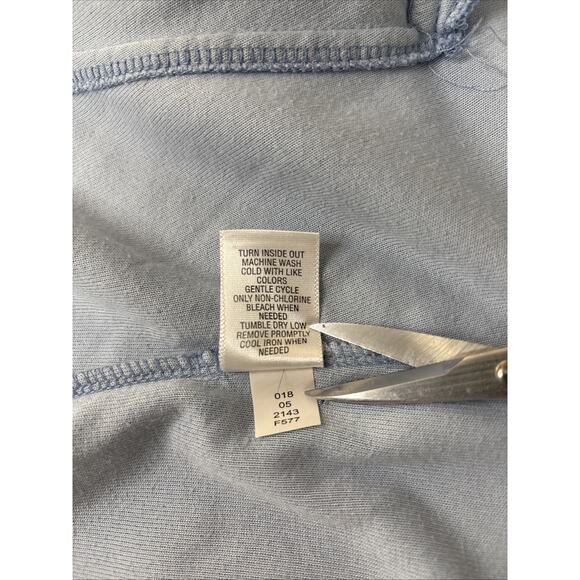 TURN INSIDE OUT
MACHINE WASH
COLD WITH LIKE
COLORS
GENTLE CYCLE
ONLY NON-CHLORINE
BLEACH WHEN
NEEDED
TUMBLE DRY LOW
REMOVE PROMPTLY
COOL IRON WHEN
NEEDED
018
05
2143
F577